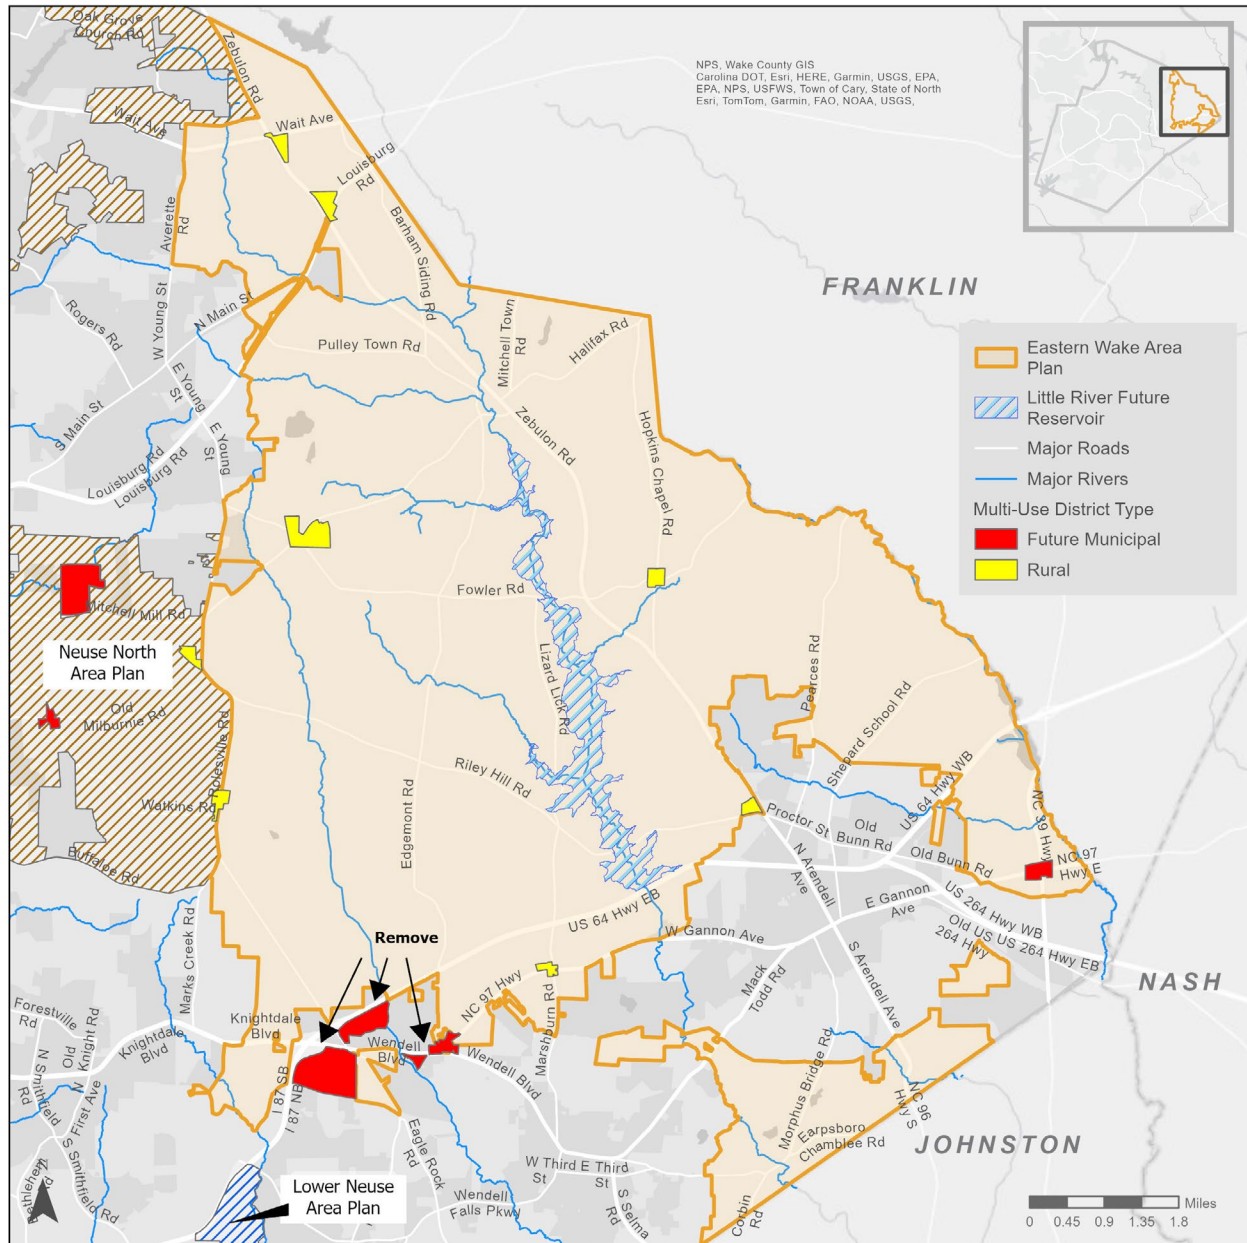 Oak Grove
Church Rd
Zebulon Rd
Wait Ave
Wait Ave
Louisburg
Rd
Averette
Rd
Barham Siding Rd
NPS, Wake County GIS
Carolina DOT, Esri, HERE, Garmin, USGS, EPA,
EPA, NPS, USFWS, Town of Cary, State of North
Esri, TomTom, Garmin, FAO, NOAA, USGS,
FRANKLIN
Rogers Rd
W Young St
N Main St
E Young
St
E Young
St
S Main St
Louisburg Rd
Louisburg Rd
Pulley Town Rd
Mitchell Town
Rd
Halifax Rd
Zebulon Rd
Hopkins Chapel Rd
Eastern Wake Area
Plan
Little River Future
Reservoir
Major Roads
Major Rivers
Multi-Use District Type
Future Municipal
Rural
Mitchell Mill Rd
Fowler Rd
Lizard Lick Rd
Neuse North
Area Plan
Old
Milburnie Rd
Rolesville Rd
Watkins Rd
Buffaloe Rd
Riley Hill Rd
Edgemont Rd
Pearces Rd
Shepard School Rd
US 64 Hwy WB
Proctor St
Old
Bunn Rd
Old Bunn Rd
NC 39 Hwy
NC 97
Hwy E
N Arendell
Ave
E Gannon
Ave
US 264 Hwy WB
Old US
264 Hwy
US 264 Hwy EB
US 64 Hwy EB
W Gannon Ave
Remove
NC 97 Hwy
Marks Creek Rd
Mack
Todd Rd
S Arendell Ave
NASH
Forestville
Rd
Old
N Knight Rd
Knightdale
Blvd
Knightdale
Blvd
Wendell
Blvd
Wendell Blvd
Marshburn Rd
N Smithfield
Rd
First Ave
I 87 SB
I 87 NB
Morphus Bridge Rd
NC 96
Hwy S
Earpsboro
Chamblee Rd
JOHNSTON
S Smithfield Rd
Bethlehem
Rd
N
Eagle Rock
Rd
W Third
St
E Third
St
Lower Neuse
Area Plan
Wendell
Falls Pkwy
S Selma
Rd
Corbin
Rd
Miles
0 0.45 0.9 1.35 1.8